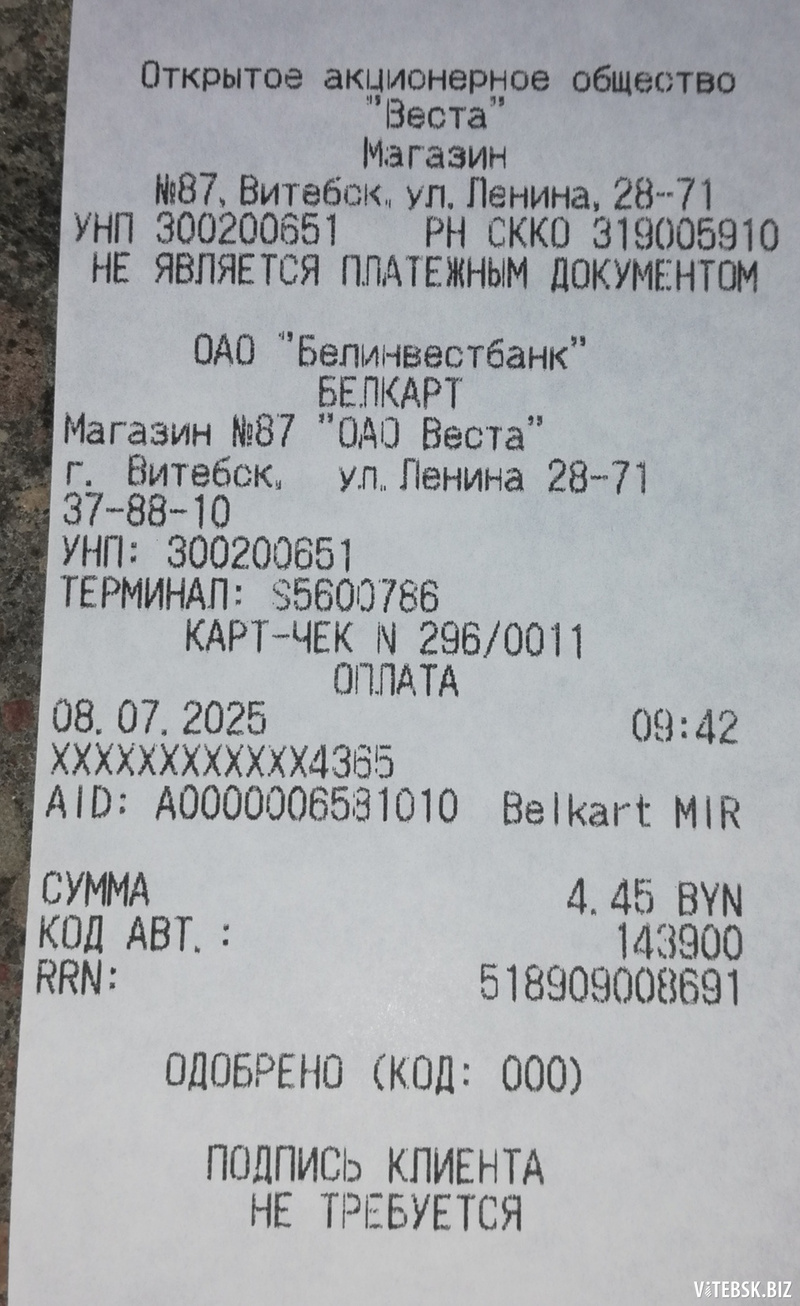 Открытое акционерное общество
"Веста"
Магазин
№87, Витебск, ул. Ленина, 28-71
УНП 300200651 РН СККО 319005910
НЕ ЯВЛЯЕТСЯ ПЛАТЕЖНЫМ ДОКУМЕНТОМ
ОАО "Белинвестбанк"
БЕЛКАРТ
Магазин №87 "ОАО Веста"
г. Витебск, ул. Ленина 28-71
37-88-10
УНП: 300200651
ТЕРМИНАЛ: S5600786
КАРТ-ЧЕК N 296/0011
ОПЛАТА
08.07.2025 09:42
XXXXXXXXXXXX4365
AID: A0000006581010 Belkart MIR
СУММА 4.45 BYN
КОД АВТ.: 143900
RRN: 518909008691
ОДОБРЕНО (КОД: 000)
ПОДПИСЬ КЛИЕНТА
НЕ ТРЕБУЕТСЯ
VITEBSK.BIZ